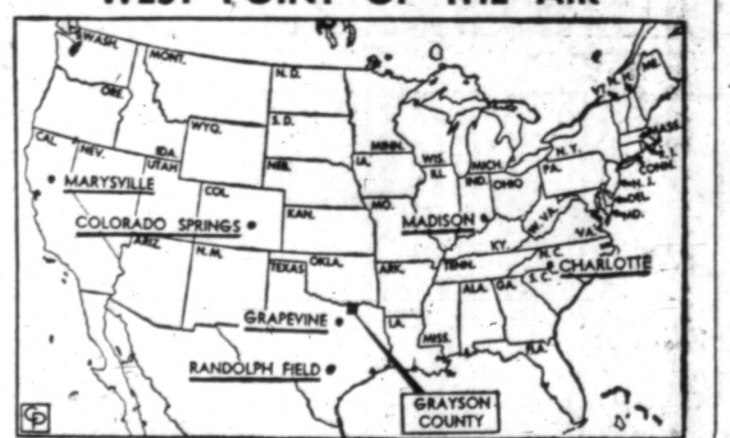 WEST POINT OF THE AIR
WASH.
MONT.
N. D.
ME.
VT.
N. H.
ORE.
S. D.
MINN.
WIS.
MICH.
N. Y.
MASS.
R. I.
CONN.
CAL.
NEV.
IDA.
WYO.
UTAH
NEB.
IA.
ILL.
IND.
OHIO
PA.
N. J.
DEL.
MD.
MARYSVILLE
COL.
KAN.
MO.
W. VA.
VA.
COLORADO SPRINGS
MADISON
KY.
ARIZ.
N. M.
TEXAS
OKLA.
ARK.
TENN.
N. C.
CHARLOTTE
S. C.
ALA.
GA.
GRAPEVINE
LA.
MISS.
FLA.
RANDOLPH FIELD
GRAYSON
COUNTY
CP